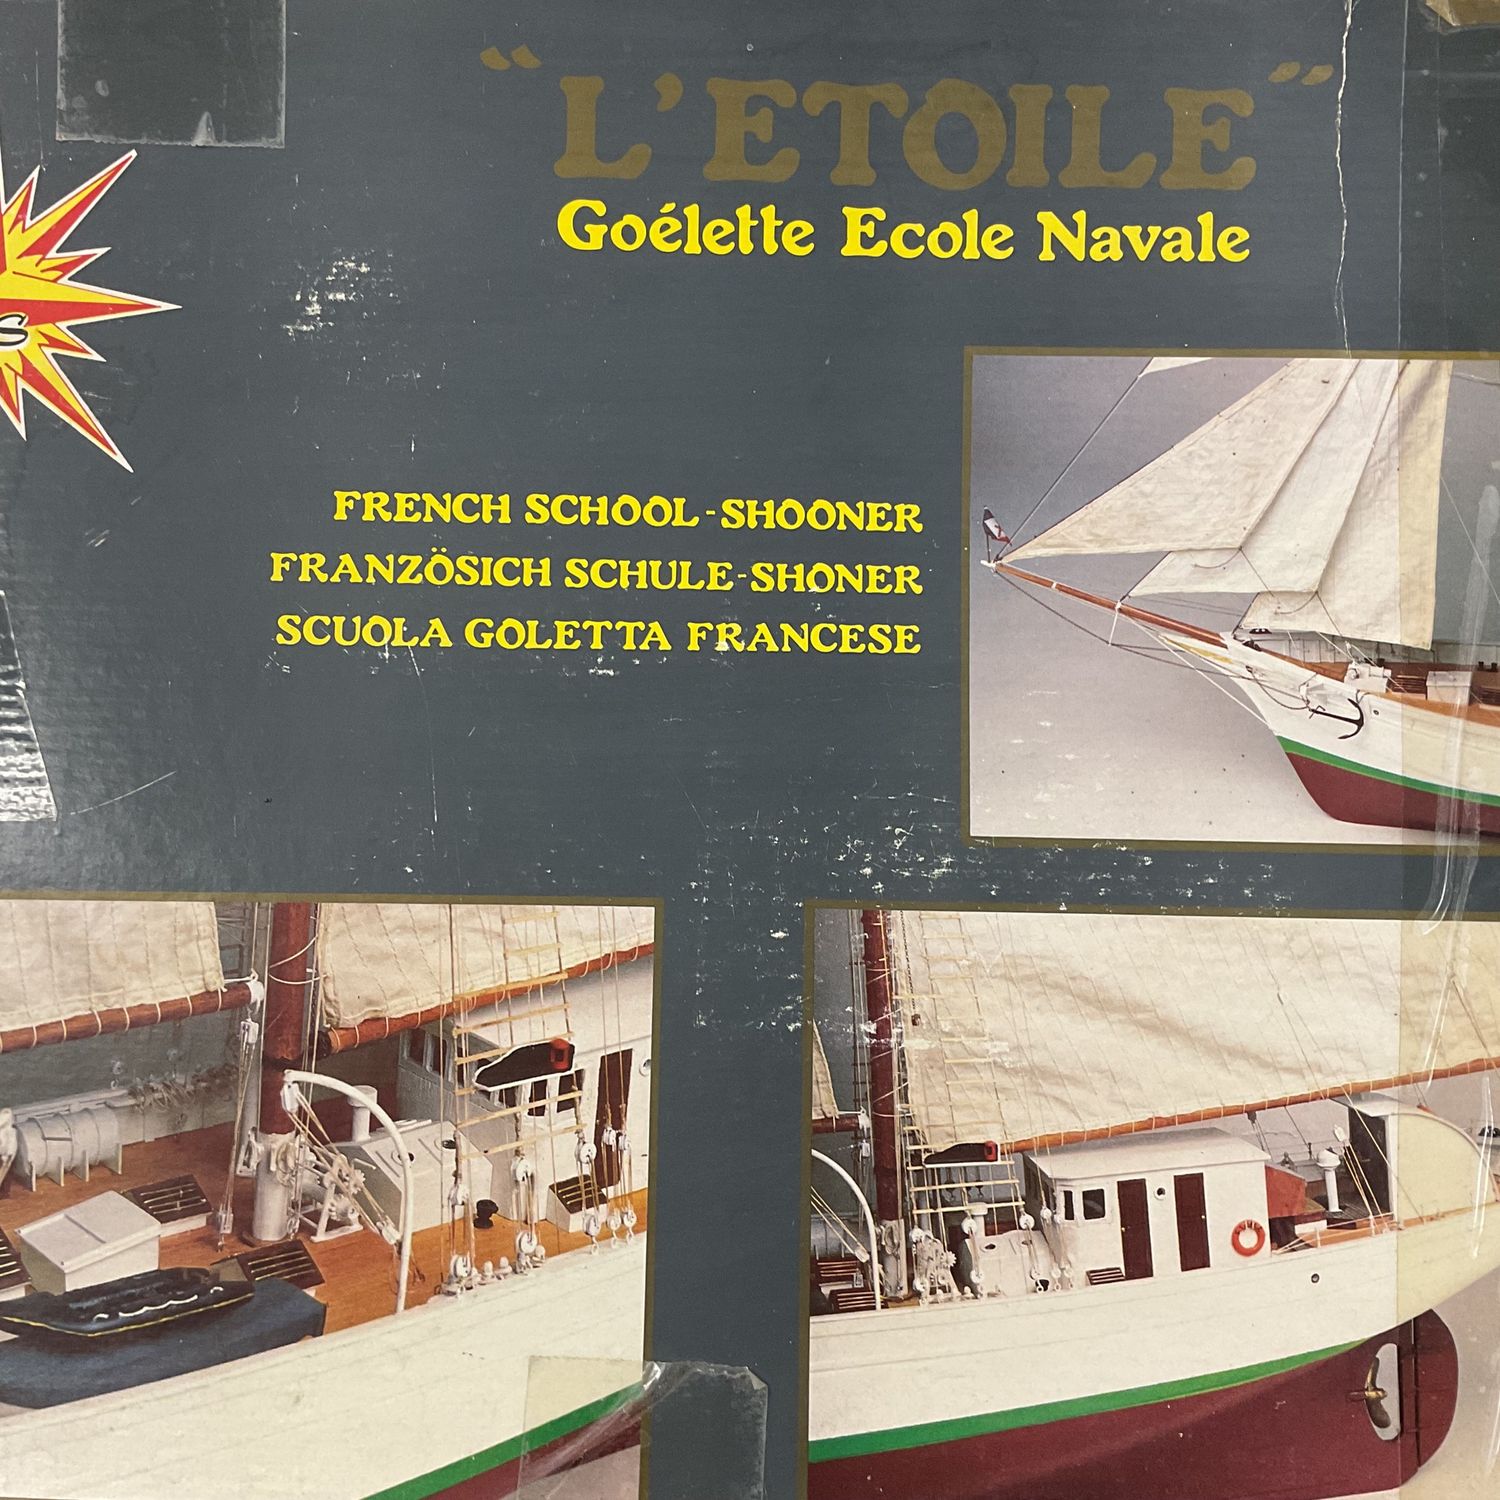 “L’ETOILE”
Goélette Ecole Navale
S
FRENCH SCHOOL-SHOONER
FRANZÖSICH SCHULE-SHONER
SCUOLA GOLETTA FRANCESE